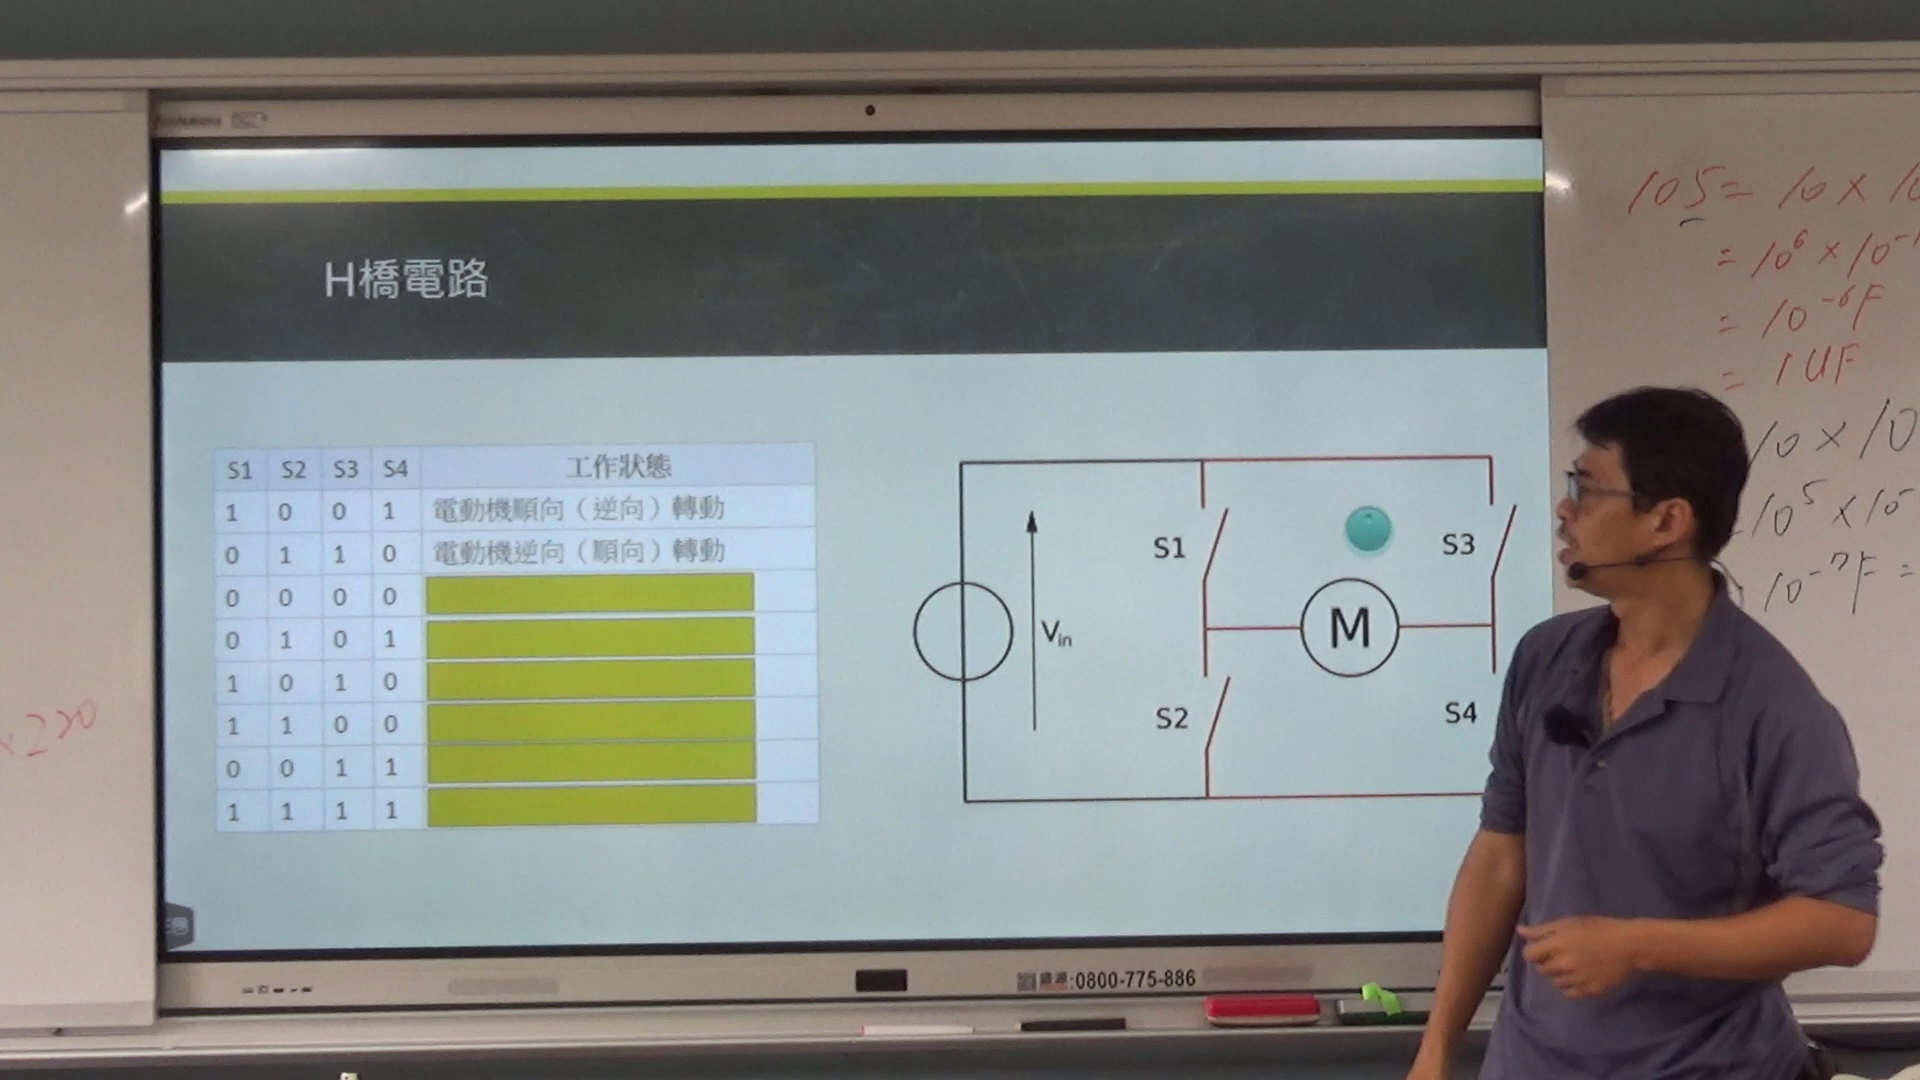 H橋電路
S1 S2 S3 S4 工作狀態
1 0 0 1 電動機順向（逆向）轉動
0 1 1 0 電動機逆向（順向）轉動
0 0 0 0
0 1 0 1
1 0 1 0
1 1 0 0
0 0 1 1
1 1 1 1
S1
S3
Vin
M
S2
S4
:0800-775-886
105= 10 × 10
= 10⁶ × 10⁻¹
= 10⁻⁶F
= 1UF
10 × 10
10⁵ × 10⁻
10⁻⁷F =
×220